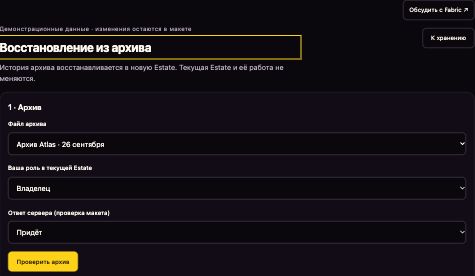 Обсудить с Fabric ↗
Демонстрационные данные · изменения остаются в макете
Восстановление из архива
К хранению
История архива восстанавливается в новую Estate. Текущая Estate и её работа не
меняются.
1 · Архив
Файл архива
Архив Atlas · 26 сентября
Ваша роль в текущей Estate
Владелец
Ответ сервера (проверка макета)
Придёт
Проверить архив